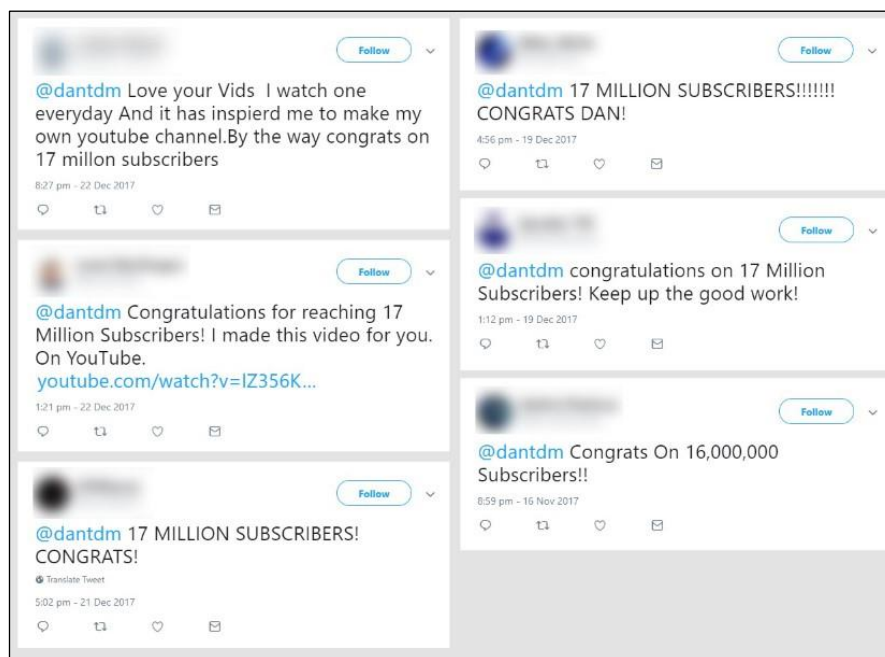 Follow
@dantdm Love your Vids  I watch one
everyday And it has inspierd me to make my
own youtube channel.By the way congrats on
17 millon subscribers
8:27 pm - 22 Dec 2017
Follow
@dantdm Congratulations for reaching 17
Million Subscribers! I made this video for you.
On YouTube.
youtube.com/watch?v=lZ356K...
1:21 pm - 22 Dec 2017
Follow
@dantdm 17 MILLION SUBSCRIBERS!
CONGRATS!
Translate Tweet
5:02 pm - 21 Dec 2017
Follow
@dantdm 17 MILLION SUBSCRIBERS!!!!!!!
CONGRATS DAN!
4:56 pm - 19 Dec 2017
Follow
@dantdm congratulations on 17 Million
Subscribers! Keep up the good work!
1:12 pm - 19 Dec 2017
Follow
@dantdm Congrats On 16,000,000
Subscribers!!
8:59 pm - 16 Nov 2017